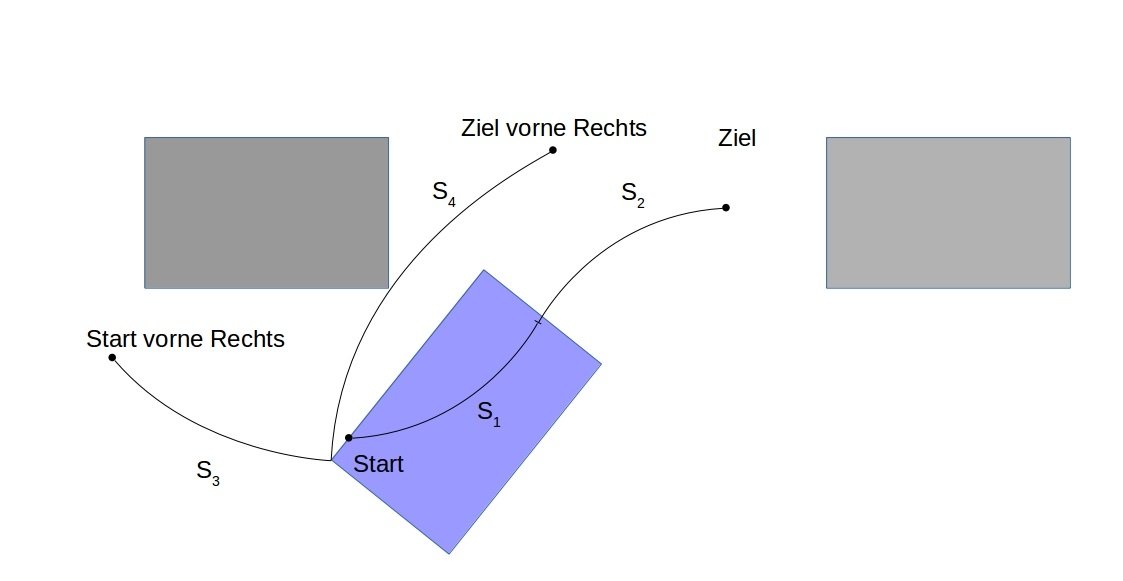 Ziel vorne Rechts
Ziel
S4
S2
Start vorne Rechts
S1
Start
S3